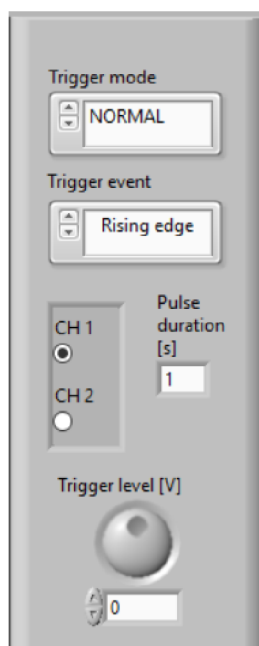 Trigger mode
NORMAL
Trigger event
Rising edge
CH 1
CH 2
Pulse
duration
[s]
1
Trigger level [V]
0